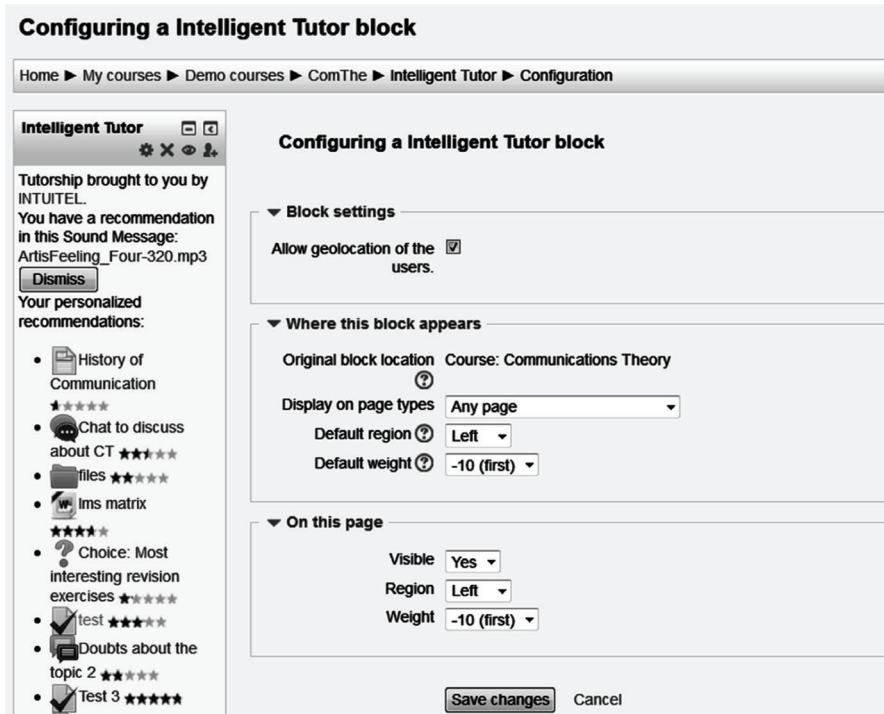 Configuring a Intelligent Tutor block
Home ► My courses ► Demo courses ► ComThe ► Intelligent Tutor ► Configuration
Intelligent Tutor
Tutorship brought to you by
INTUITEL.
You have a recommendation
in this Sound Message:
ArtisFeeling_Four-320.mp3
Dismiss
Your personalized
recommendations:
History of
Communication
Chat to discuss
about CT
files
lms matrix
Choice: Most
interesting revision
exercises
test
Doubts about the
topic 2
Test 3
Configuring a Intelligent Tutor block
Block settings
Allow geolocation of the
users.
Where this block appears
Original block location Course: Communications Theory
Display on page types Any page
Default region Left
Default weight -10 (first)
On this page
Visible Yes
Region Left
Weight -10 (first)
Save changes Cancel